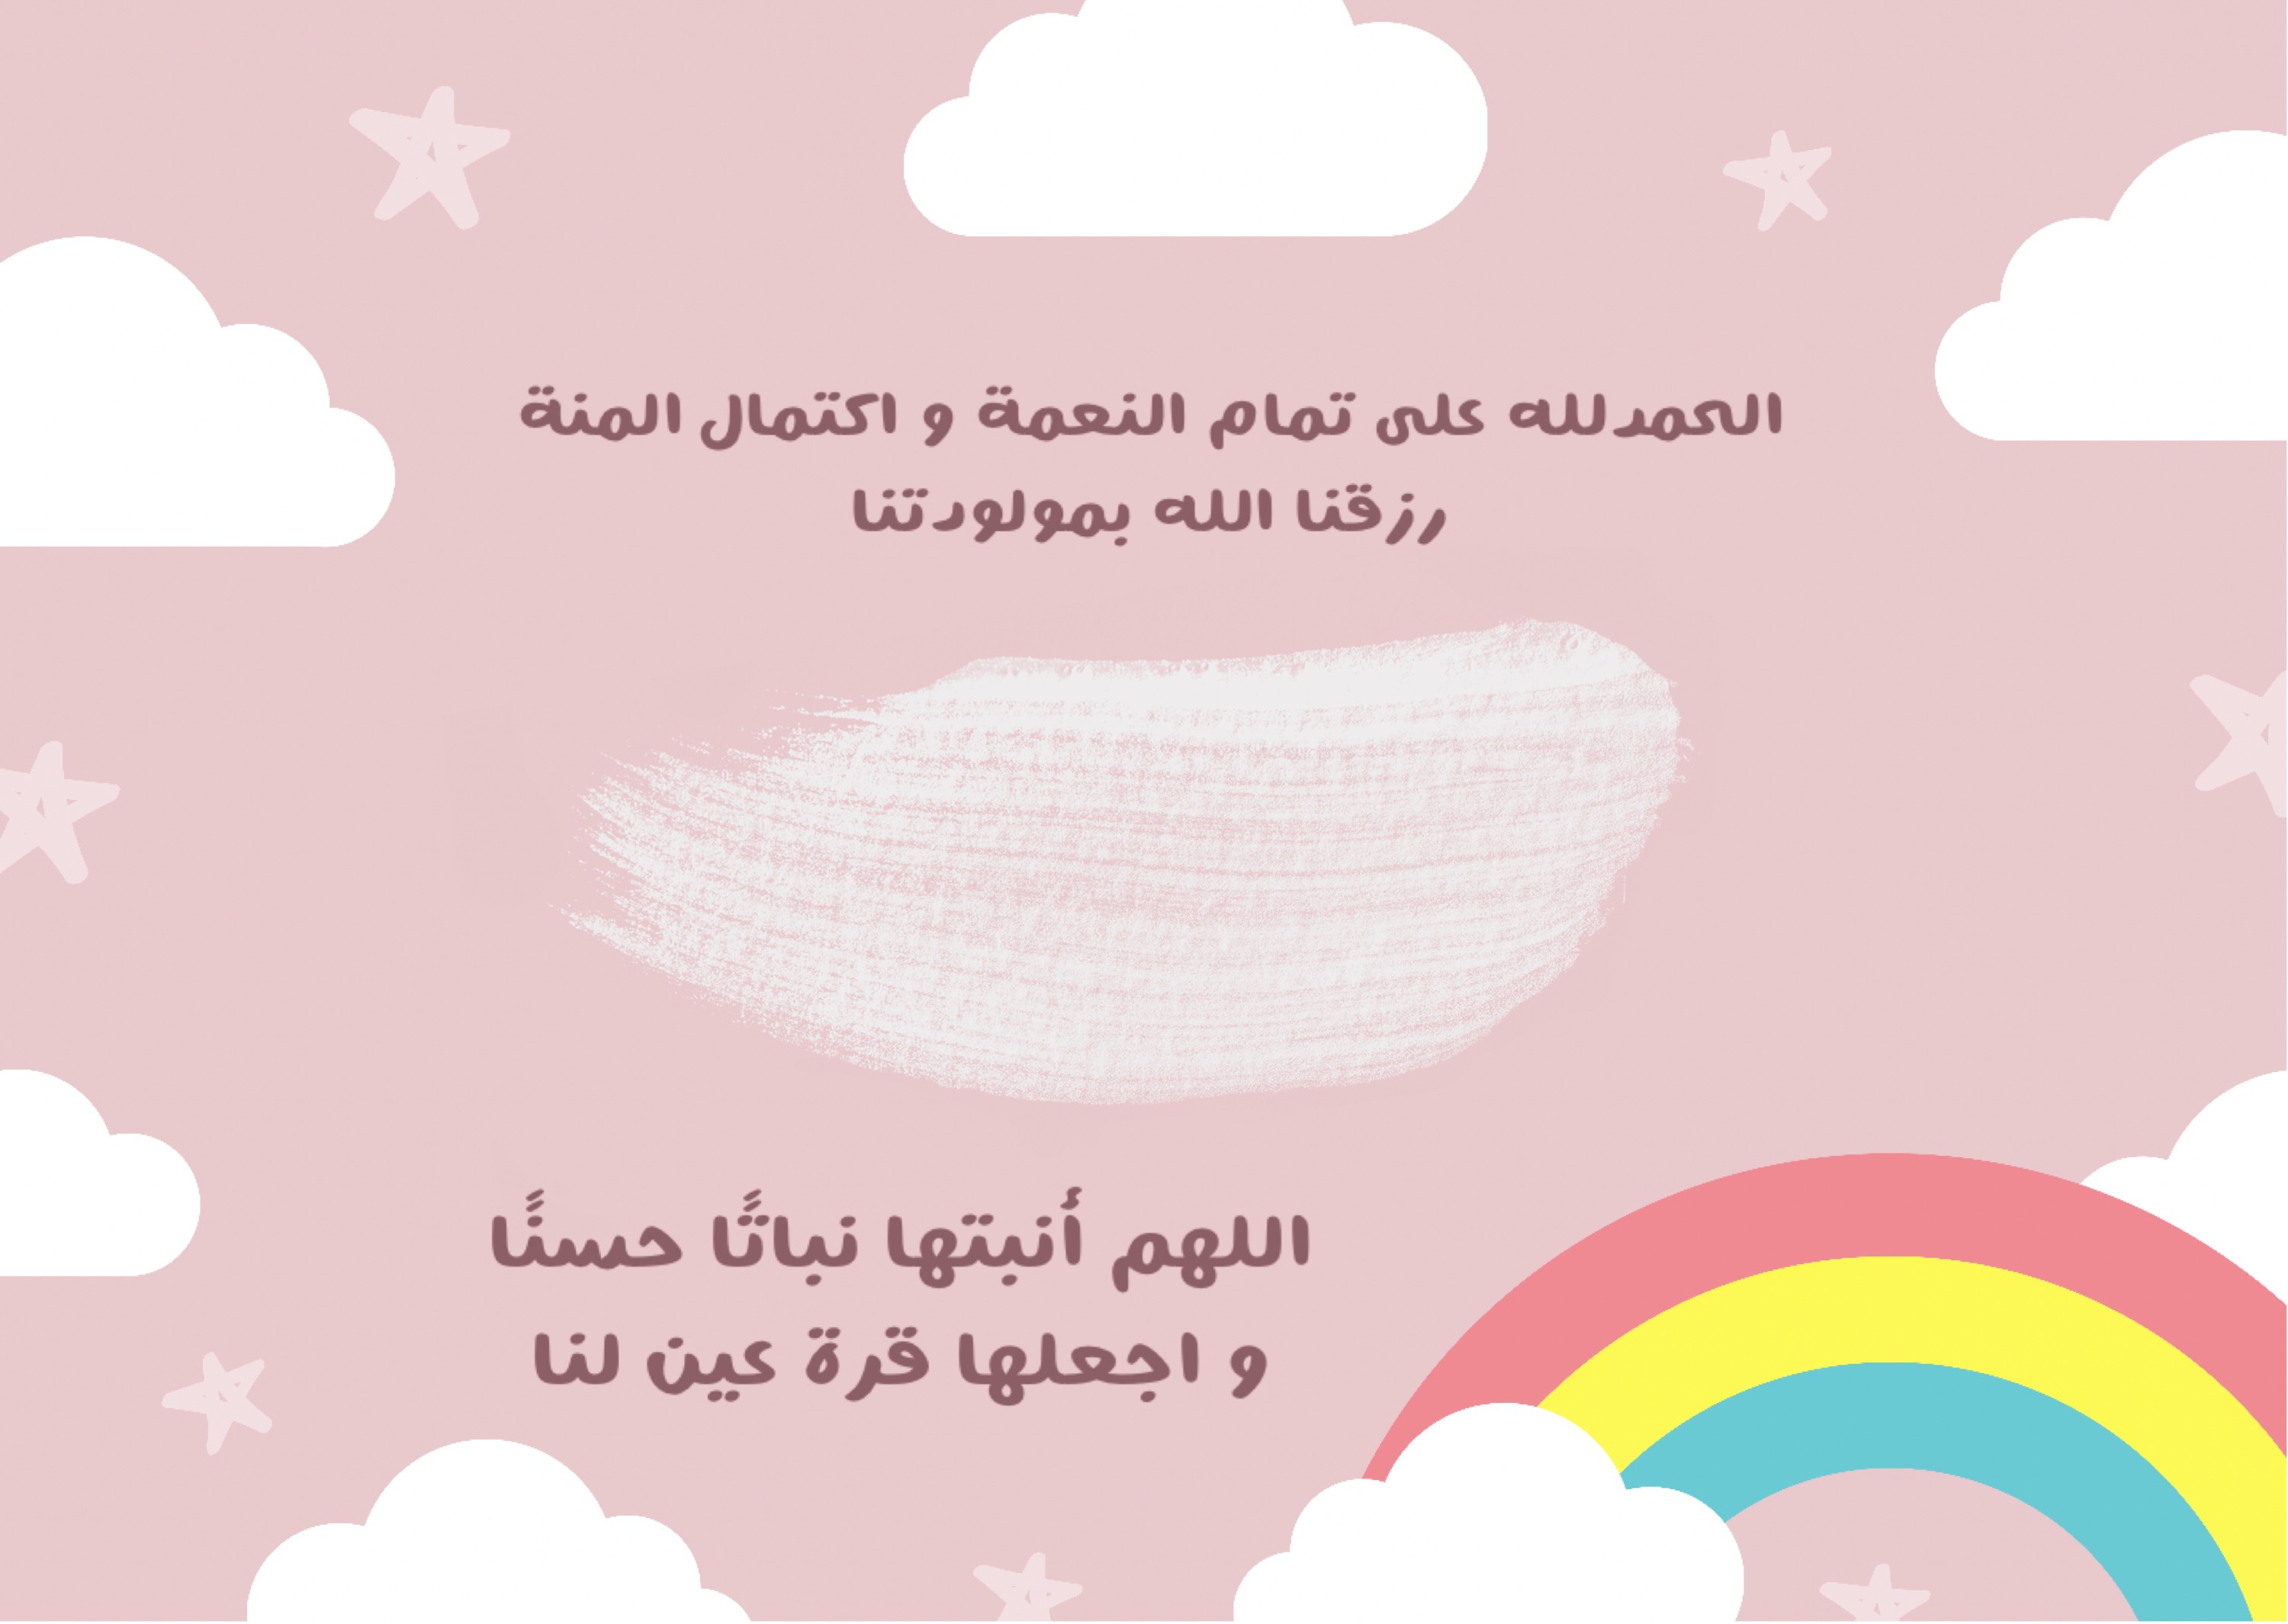 الحمدلله على تمام النعمة و اكتمال المنة
رزقنا الله بمولودتنا
اللهم أنبتها نباتًا حسنًا
و اجعلها قرة عين لنا